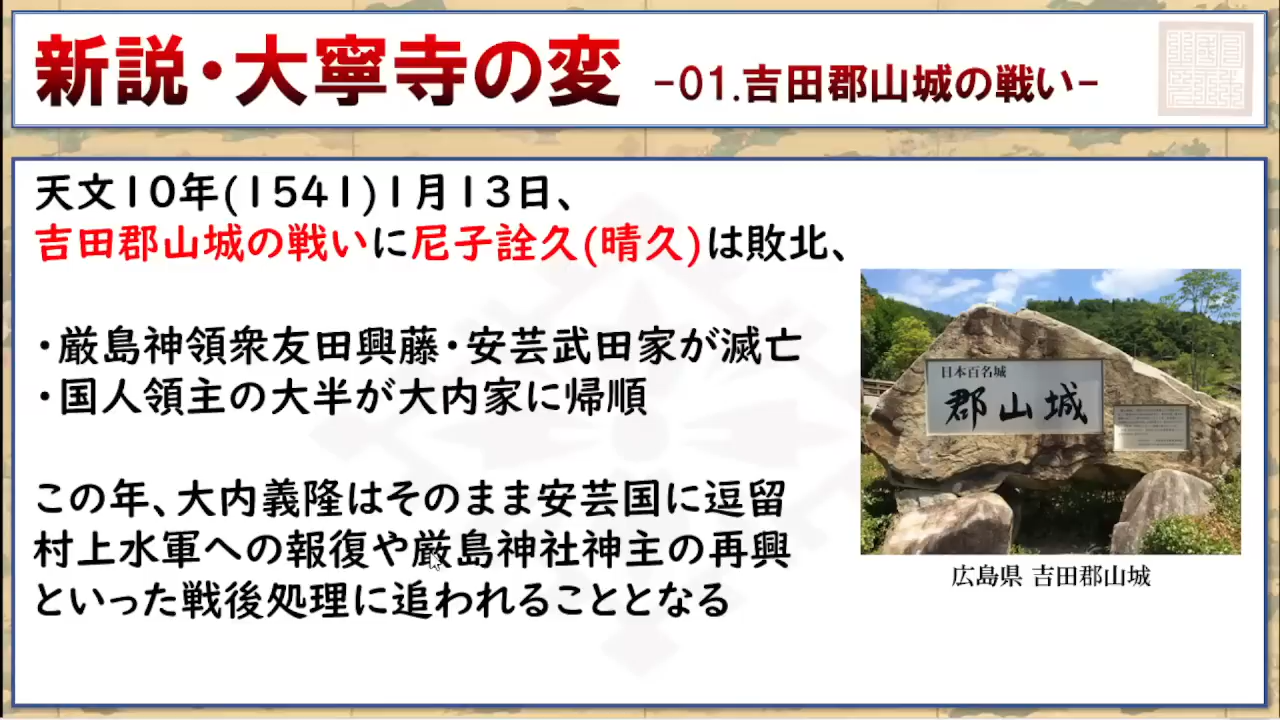 新説・大寧寺の変 -01.吉田郡山城の戦い-
天文10年(1541)1月13日、
吉田郡山城の戦いに尼子詮久(晴久)は敗北、
・厳島神領衆友田興藤・安芸武田家が滅亡
・国人領主の大半が大内家に帰順
この年、大内義隆はそのまま安芸国に逗留
村上水軍への報復や厳島神社神主の再興
といった戦後処理に追われることとなる
日本百名城
郡山城
広島県 吉田郡山城